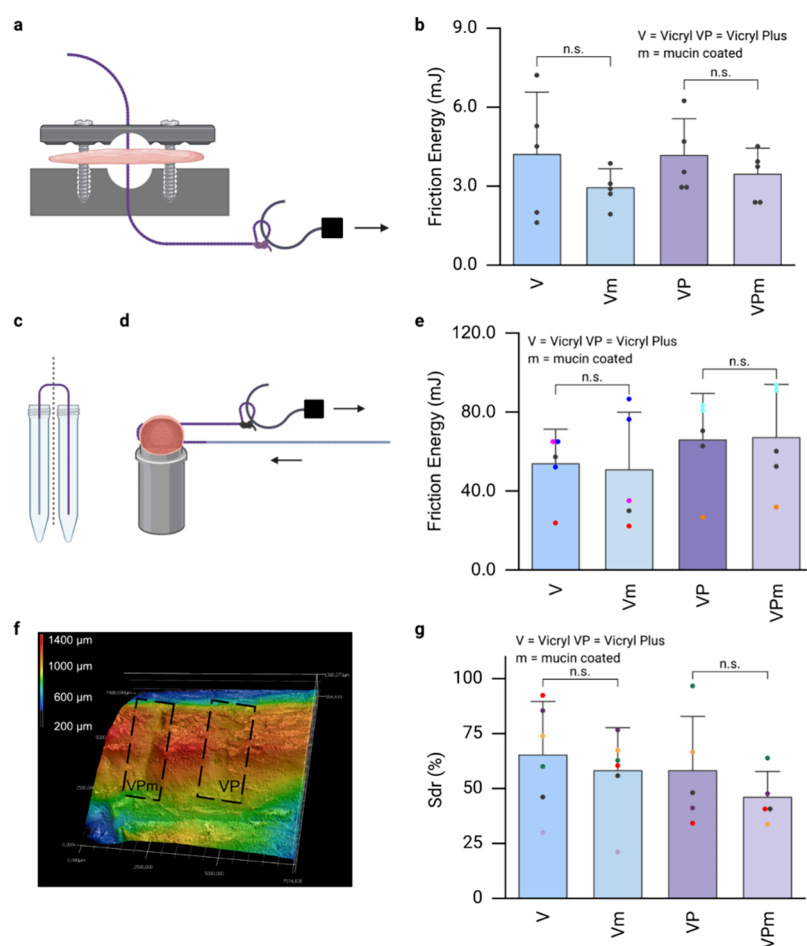 a
b
9.0
6.0
3.0
0.0
Friction Energy (mJ)
V = Vicryl VP = Vicryl Plus
m = mucin coated
n.s.
n.s.
V
Vm
VP
VPm
c
d
e
120.0
80.0
40.0
0.0
Friction Energy (mJ)
V = Vicryl VP = Vicryl Plus
m = mucin coated
n.s.
n.s.
V
Vm
VP
VPm
f
1400 µm
1000 µm
600 µm
200 µm
VPm
VP
g
100
75
50
25
0
Sdr (%)
V = Vicryl VP = Vicryl Plus
m = mucin coated
n.s.
n.s.
V
Vm
VP
VPm